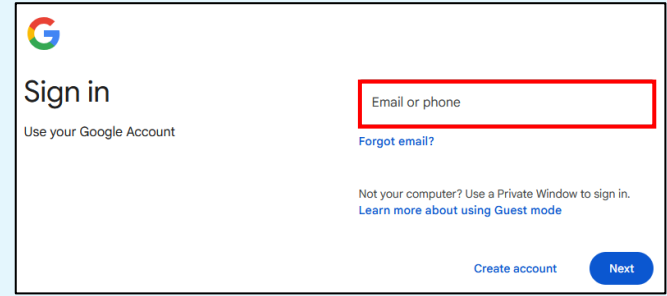 Sign in
Use your Google Account
Email or phone
Forgot email?
Not your computer? Use a Private Window to sign in.
Learn more about using Guest mode
Create account
Next